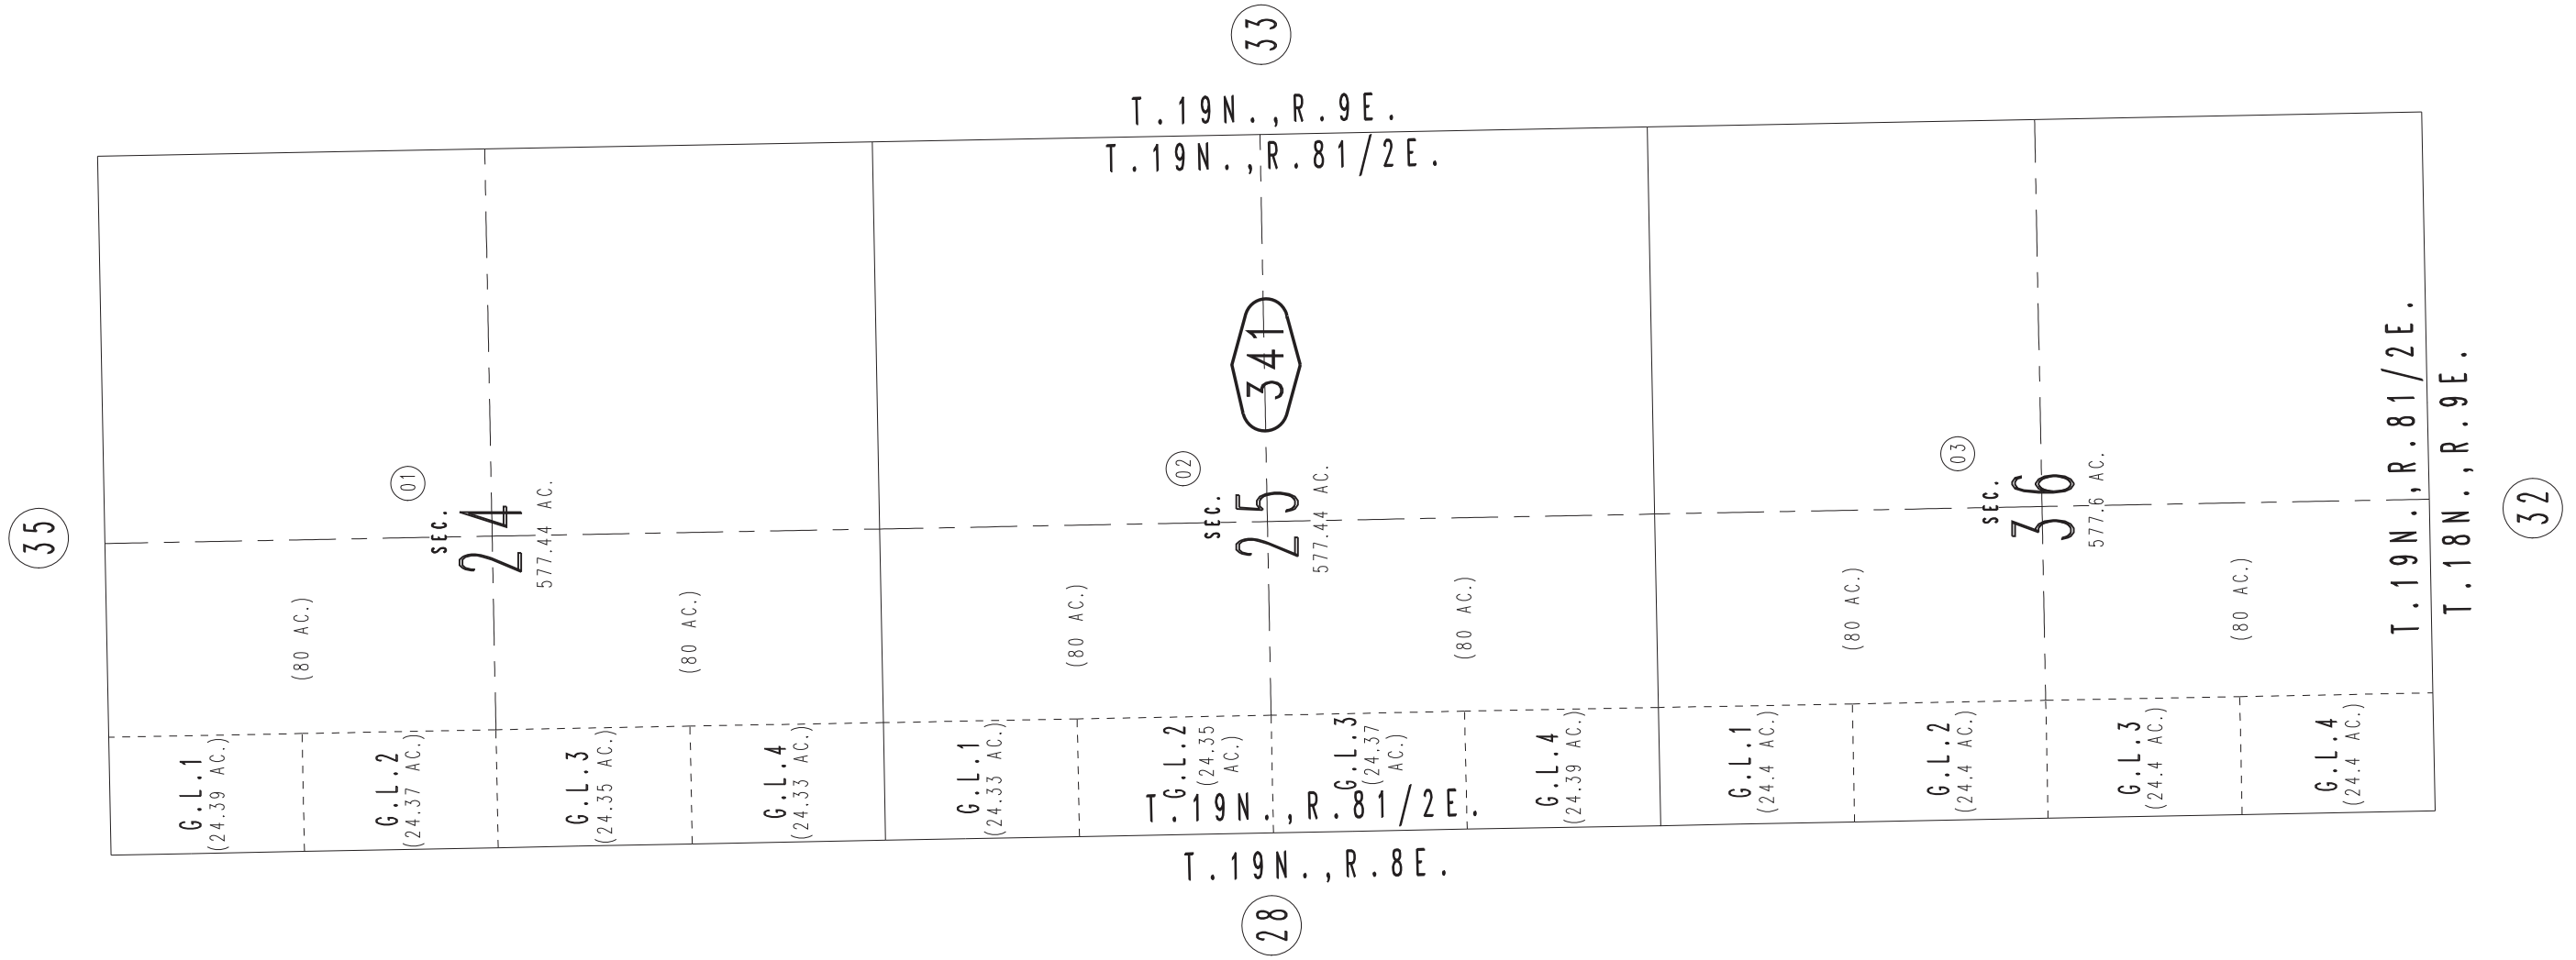 33
T.19N.,R.9E.
T.19N.,R.81/2E.
35
01
SEC.
24
577.44 AC.
(80 AC.)
(80 AC.)
G.L.1
(24.39 AC.)
G.L.2
(24.37 AC.)
G.L.3
(24.35 AC.)
G.L.4
(24.33 AC.)
341
02
SEC.
25
577.44 AC.
(80 AC.)
(80 AC.)
G.L.1
(24.33 AC.)
G.L.2
(24.35
AC.)
G.L.3
(24.37
AC.)
G.L.4
(24.39 AC.)
03
SEC.
36
577.6 AC.
(80 AC.)
(80 AC.)
G.L.1
(24.4 AC.)
G.L.2
(24.4 AC.)
G.L.3
(24.4 AC.)
G.L.4
(24.4 AC.)
T.19N.,R.81/2E.
T.18N.,R.9E.
32
T.19N.,R.81/2E.
T.19N.,R.8E.
28